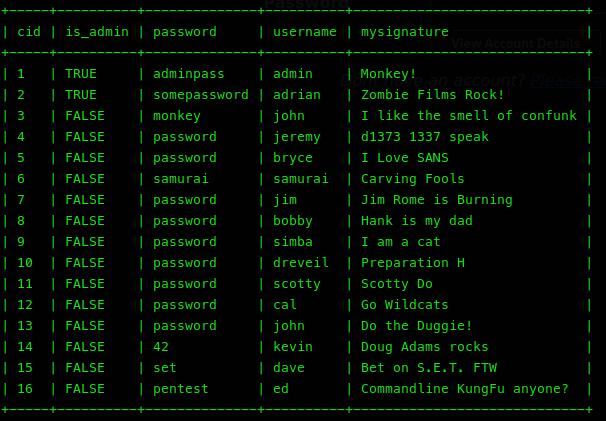 Password
+-----+----------+--------------+----------+------------------------------+
| cid | is_admin | password | username | mysignature |
View Account Details
+-----+----------+--------------+----------+------------------------------+
| 1 | TRUE | adminpass | admin | Monkey! |
| 2 | TRUE | somepassword | adrian | Zombie Films Rock! |
| 3 | FALSE | monkey | john | I like the smell of confunk |
| 4 | FALSE | password | jeremy | d1373 1337 speak |
| 5 | FALSE | password | bryce | I Love SANS |
| 6 | FALSE | samurai | samurai | Carving Fools |
| 7 | FALSE | password | jim | Jim Rome is Burning |
| 8 | FALSE | password | bobby | Hank is my dad |
| 9 | FALSE | password | simba | I am a cat |
| 10 | FALSE | password | dreveil | Preparation H |
| 11 | FALSE | password | scotty | Scotty Do |
| 12 | FALSE | password | cal | Go Wildcats |
| 13 | FALSE | password | john | Do the Duggie! |
| 14 | FALSE | 42 | kevin | Doug Adams rocks |
| 15 | FALSE | set | dave | Bet on S.E.T. FTW |
| 16 | FALSE | pentest | ed | Commandline KungFu anyone? |
+-----+----------+--------------+----------+------------------------------+